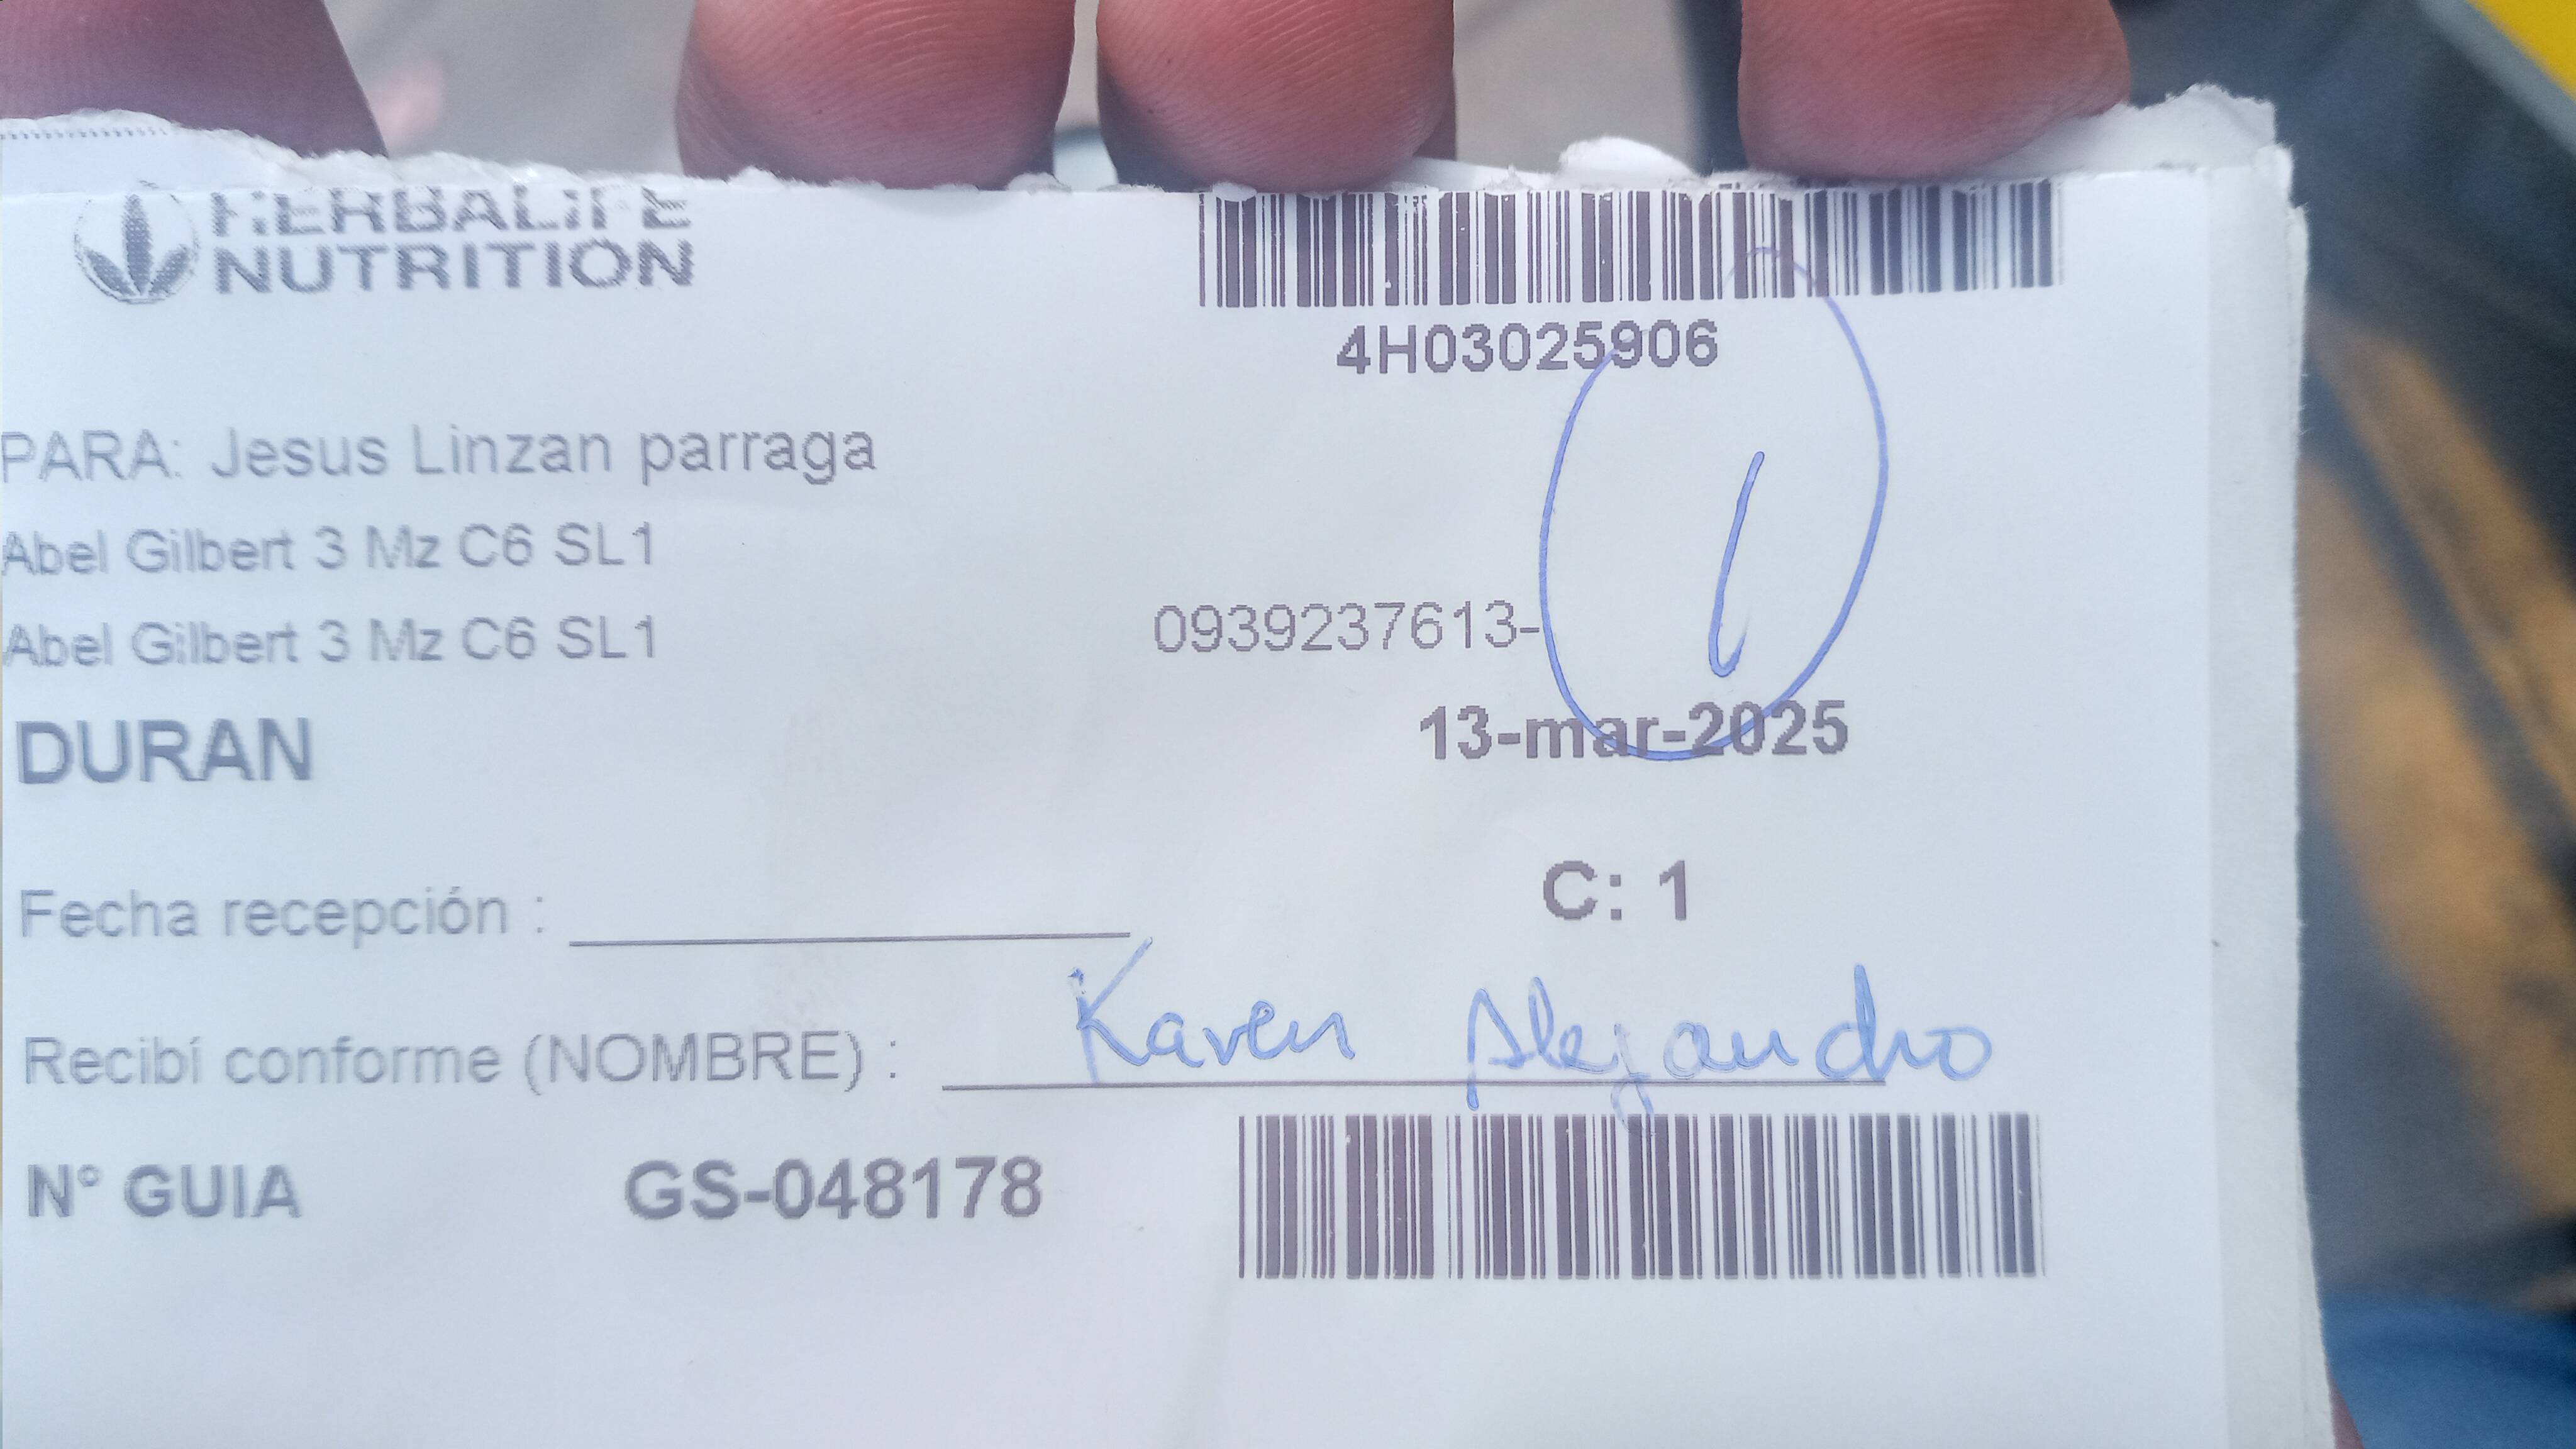 HERBALIFE
NUTRITION
4H03025906
PARA: Jesus Linzan parraga
Abel Gilbert 3 Mz C6 SL1
Abel Gilbert 3 Mz C6 SL1
0939237613-
1
DURAN
13-mar-2025
Fecha recepción :
C: 1
Recibí conforme (NOMBRE) : Karen Alejandro
N° GUIA GS-048178